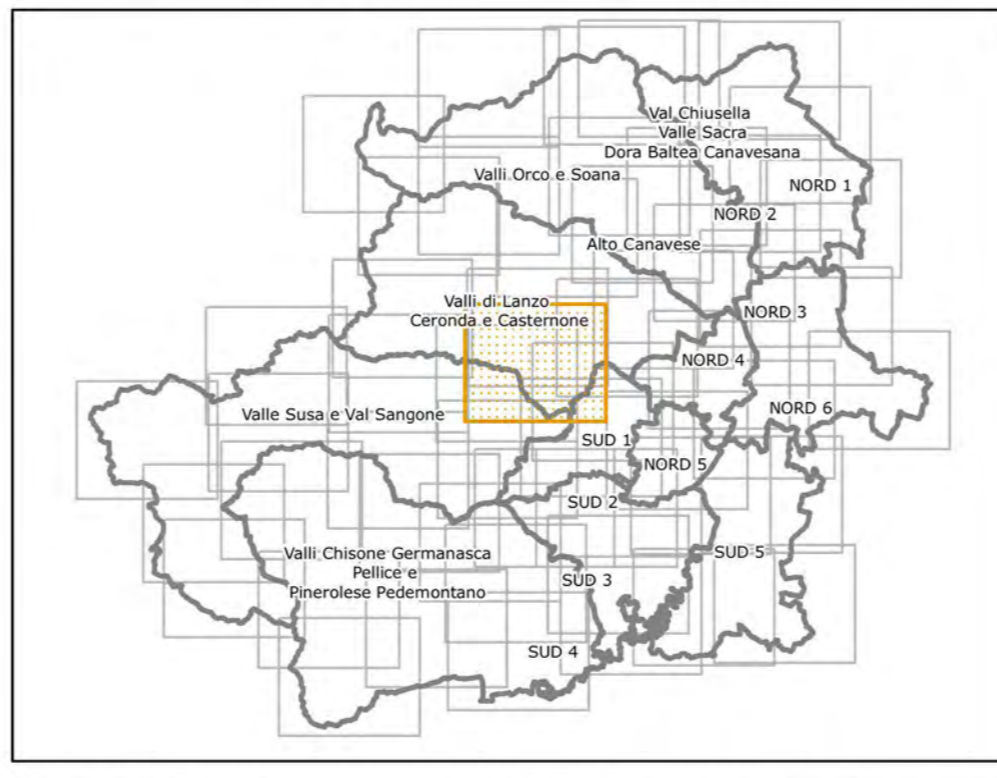 Val Chiusella
Valle Sacra
Dora Baltea Canavesana
Valli Orco e Soana
NORD 1
NORD 2
Alto Canavese
Valli di Lanzo
Ceronda e Casternone
NORD 3
NORD 4
Valle Susa e Val Sangone
NORD 6
SUD 1
NORD 5
SUD 2
Valli Chisone Germanasca
Pellice e
Pinerolese Pedemontano
SUD 5
SUD 3
SUD 4